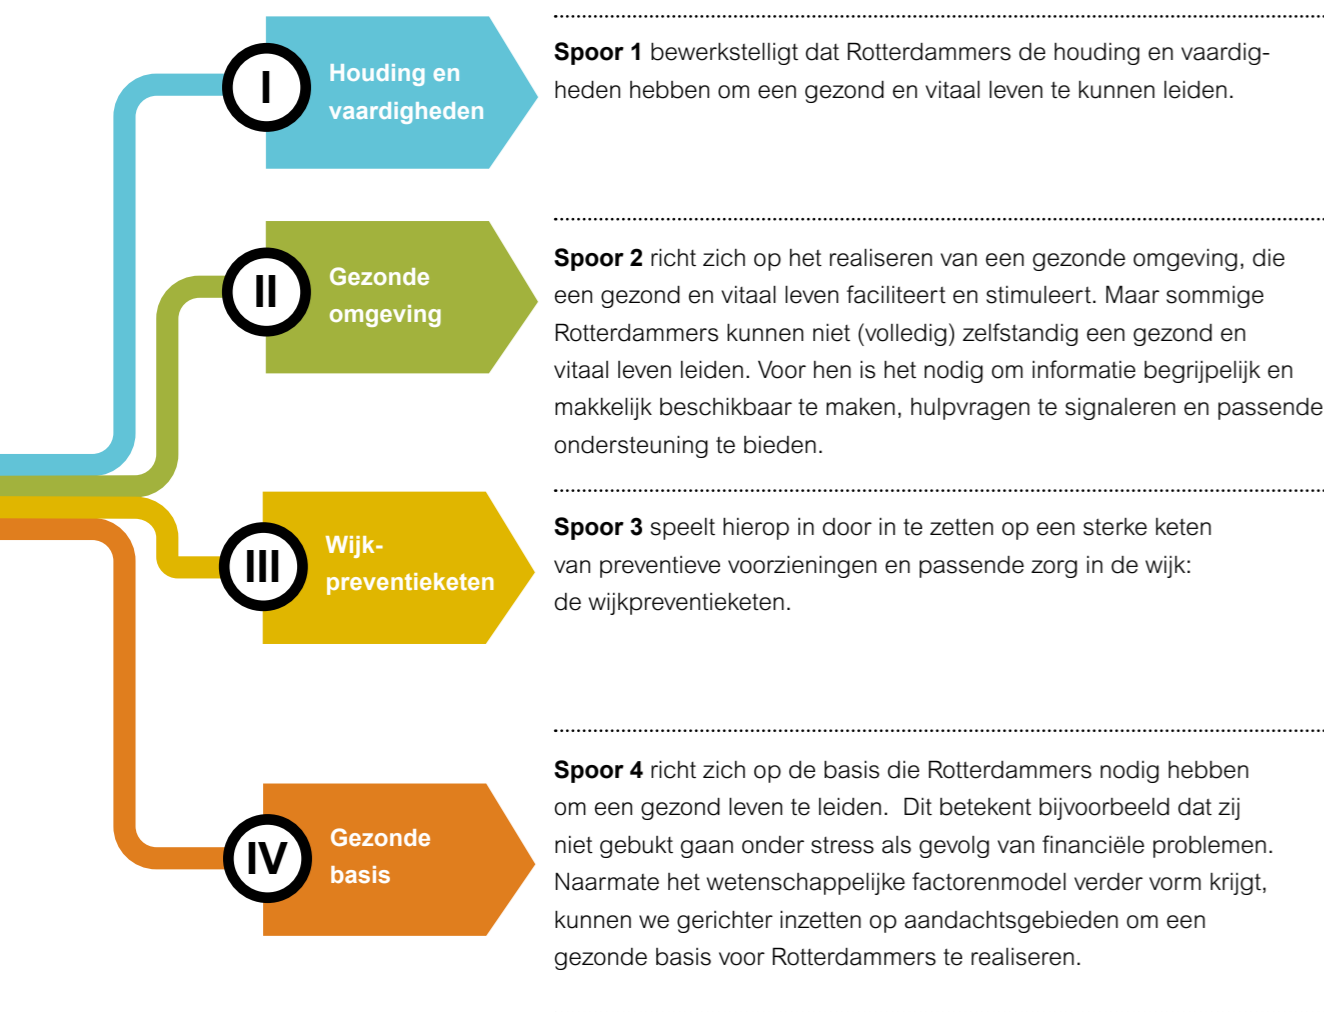 I
Houding en
vaardigheden
Spoor 1 bewerkstelligt dat Rotterdammers de houding en vaardig-
heden hebben om een gezond en vitaal leven te kunnen leiden.
II
Gezonde
omgeving
Spoor 2 richt zich op het realiseren van een gezonde omgeving, die
een gezond en vitaal leven faciliteert en stimuleert. Maar sommige
Rotterdammers kunnen niet (volledig) zelfstandig een gezond en
vitaal leven leiden. Voor hen is het nodig om informatie begrijpelijk en
makkelijk beschikbaar te maken, hulpvragen te signaleren en passende
ondersteuning te bieden.
III
Wijk-
preventieketen
Spoor 3 speelt hierop in door in te zetten op een sterke keten
van preventieve voorzieningen en passende zorg in de wijk:
de wijkpreventieketen.
IV
Gezonde
basis
Spoor 4 richt zich op de basis die Rotterdammers nodig hebben
om een gezond leven te leiden.  Dit betekent bijvoorbeeld dat zij
niet gebukt gaan onder stress als gevolg van financiële problemen.
Naarmate het wetenschappelijke factorenmodel verder vorm krijgt,
kunnen we gerichter inzetten op aandachtsgebieden om een
gezonde basis voor Rotterdammers te realiseren.